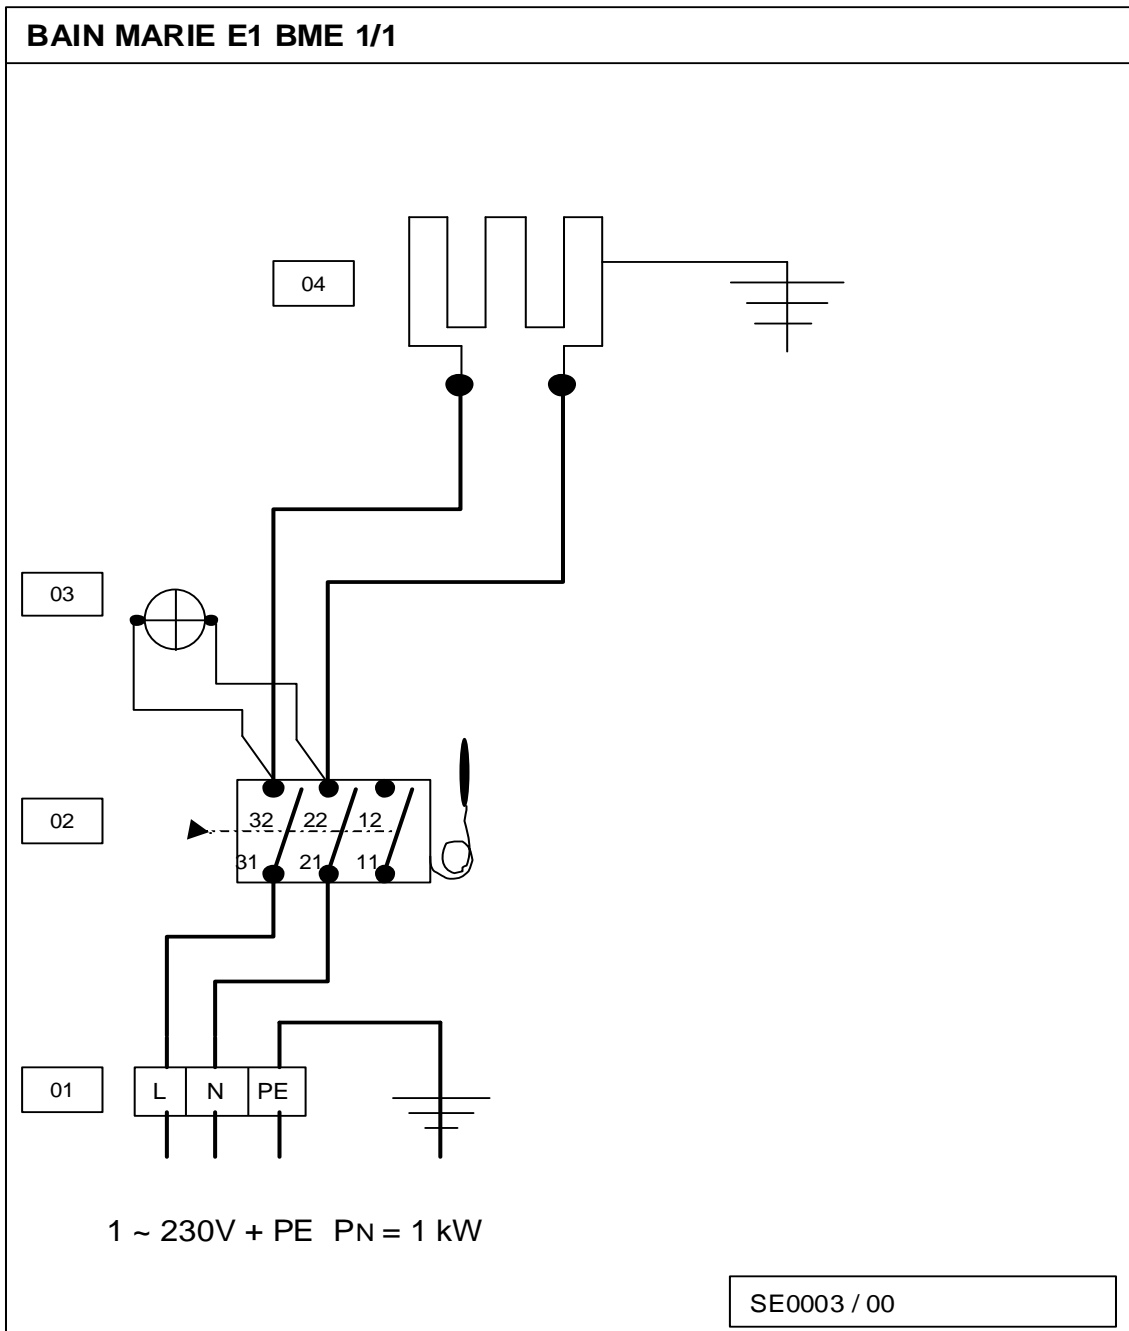 BAIN MARIE E1 BME 1/1
04
03
02
32 22 12
31 21 11
01
L N PE
1 ~ 230V + PE PN = 1 kW
SE0003 / 00